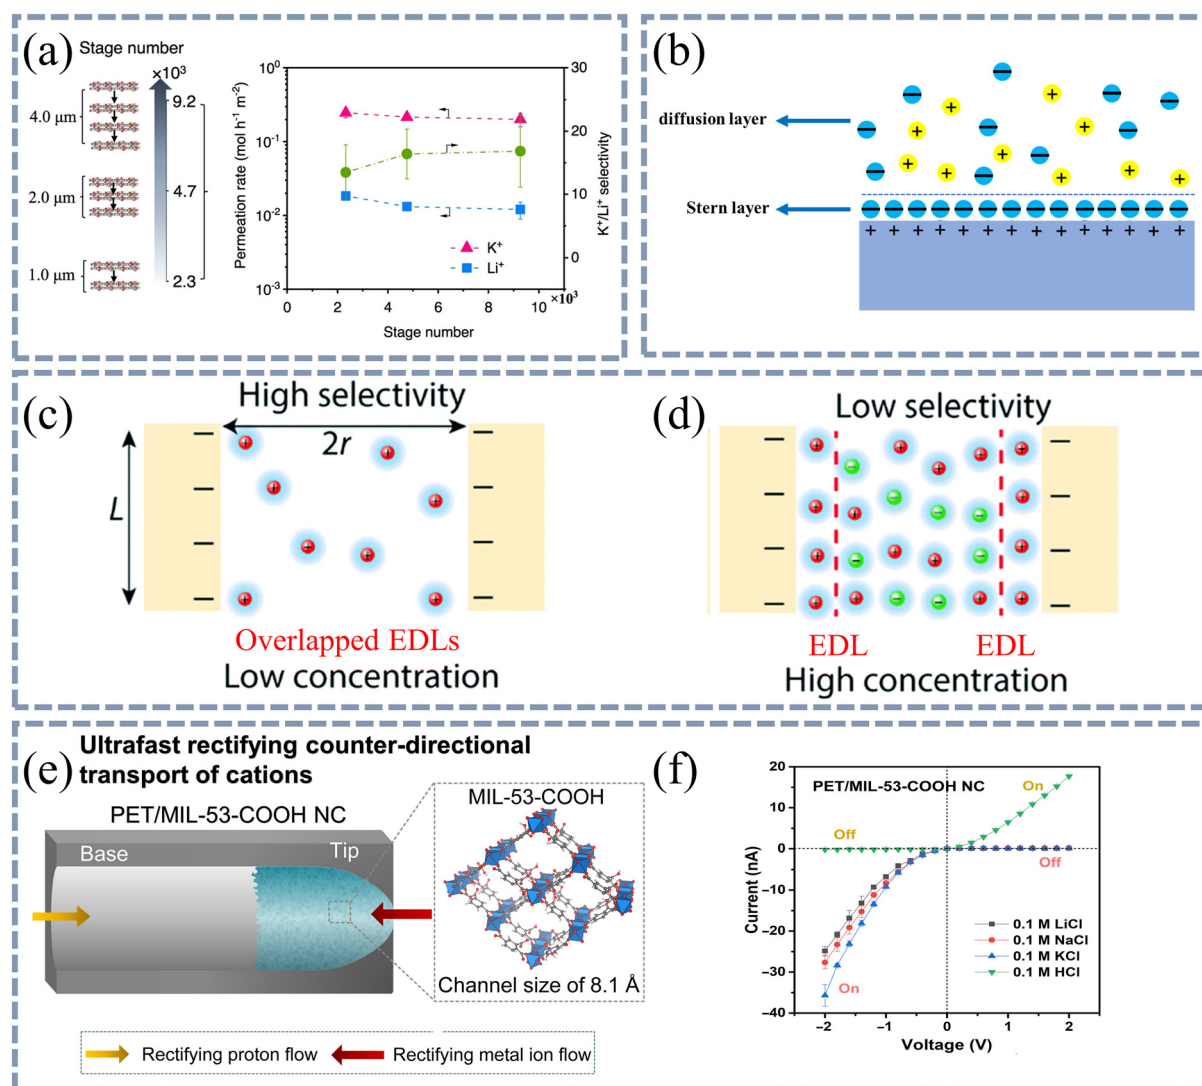 (a)
Stage number
×10³
4.0 μm
9.2
2.0 μm
4.7
1.0 μm
2.3
Permeation rate (mol h⁻¹ m⁻²)
10⁰
10⁻¹
10⁻²
10⁻³
K⁺
Li⁺
30
20
10
0
K⁺/Li⁺ selectivity
0 2 4 6 8 10 ×10³
Stage number
(b)
diffusion layer
Stern layer
− − − − − − − − − −
+ + + + + + + + + +
− − − − − − − − − − − − − −
+ + + + + + + + + + + +
(c)
High selectivity
2r
L
− − − −
+ + + + + + + +
− − − −
Overlapped EDLs
Low concentration
(d)
Low selectivity
− − − −
− − − −
EDL
EDL
High concentration
(e)
Ultrafast rectifying counter-directional
transport of cations
PET/MIL-53-COOH NC
Base
Tip
MIL-53-COOH
Channel size of 8.1 Å
Rectifying proton flow
Rectifying metal ion flow
(f)
PET/MIL-53-COOH NC
On
Off
Off
On
0.1 M LiCl
0.1 M NaCl
0.1 M KCl
0.1 M HCl
Current (nA)
20
10
0
−10
−20
−30
−40
−2 −1 0 1 2
Voltage (V)